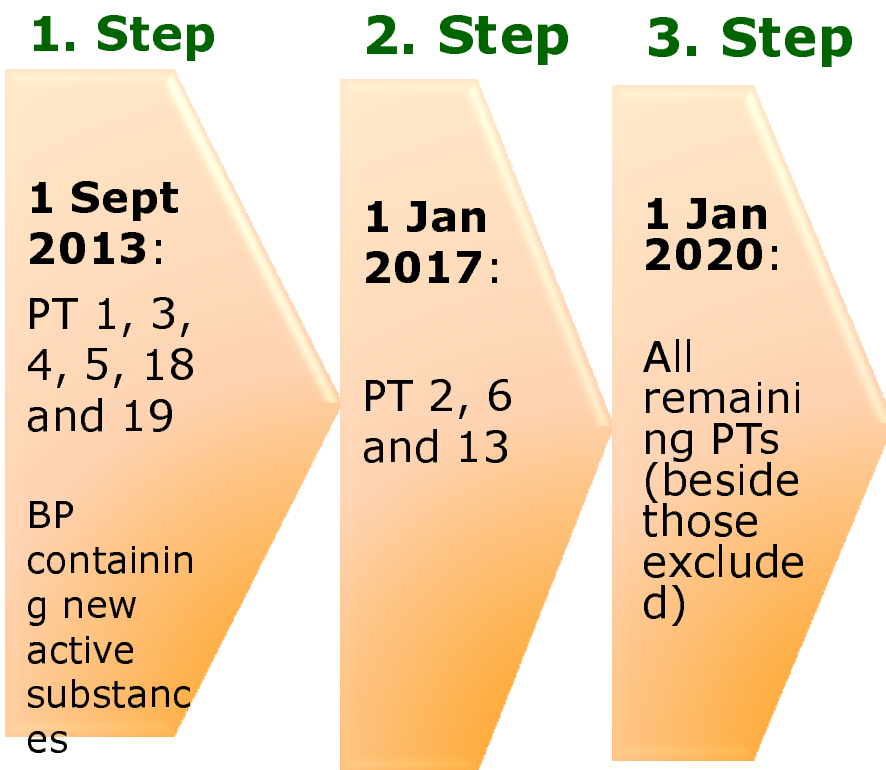 1. Step
1 Sept
2013:
PT 1, 3,
4, 5, 18
and 19
BP
containin
g new
active
substanc
es
2. Step
1 Jan
2017:
PT 2, 6
and 13
3. Step
1 Jan
2020:
All
remaini
ng PTs
(beside
those
exclude
d)